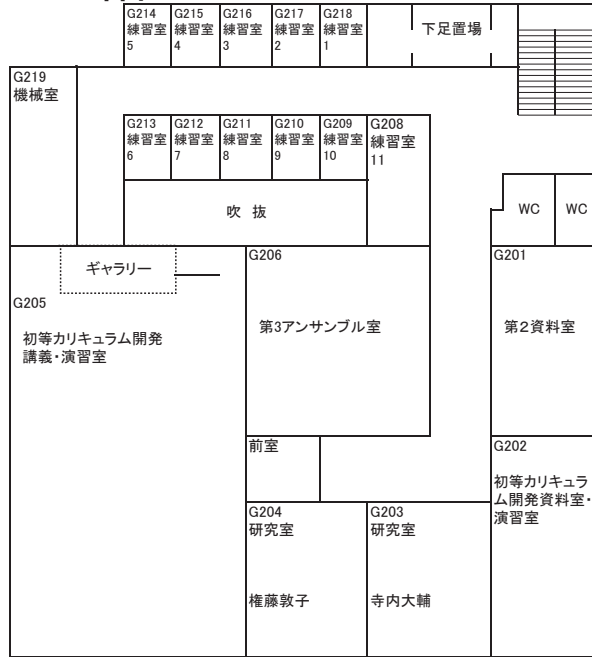 G214
練習室
5
G215
練習室
4
G216
練習室
3
G217
練習室
2
G218
練習室
1
下足置場
G219
機械室
G213
練習室
6
G212
練習室
7
G211
練習室
8
G210
練習室
9
G209
練習室
10
G208
練習室
11
吹 抜
WC
WC
ギャラリー
G206
第3アンサンブル室
G201
第2資料室
G205
初等カリキュラム開発
講義・演習室
前室
G202
初等カリキュラ
ム開発資料室・
演習室
G204
研究室
権藤敦子
G203
研究室
寺内大輔